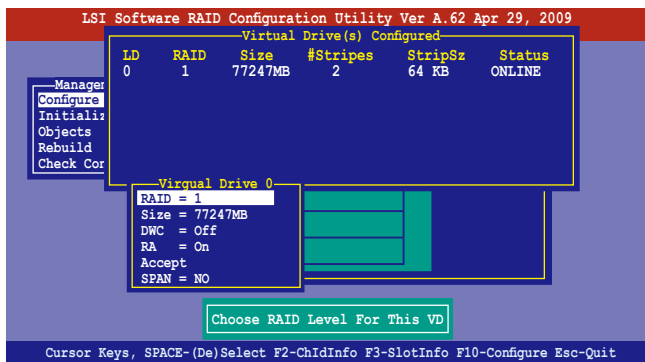 LSI Software RAID Configuration Utility Ver A.62 Apr 29, 2009
Virtual Drive(s) Configured
LD RAID Size #Stripes StripSz Status
0 1 77247MB 2 64 KB ONLINE
Manager
Configure
Initializ
Objects
Rebuild
Check Cor
Virgual Drive 0
RAID = 1
Size = 77247MB
DWC = Off
RA = On
Accept
SPAN = NO
Choose RAID Level For This VD
Cursor Keys, SPACE-(De)Select F2-ChIdInfo F3-SlotInfo F10-Configure Esc-Quit